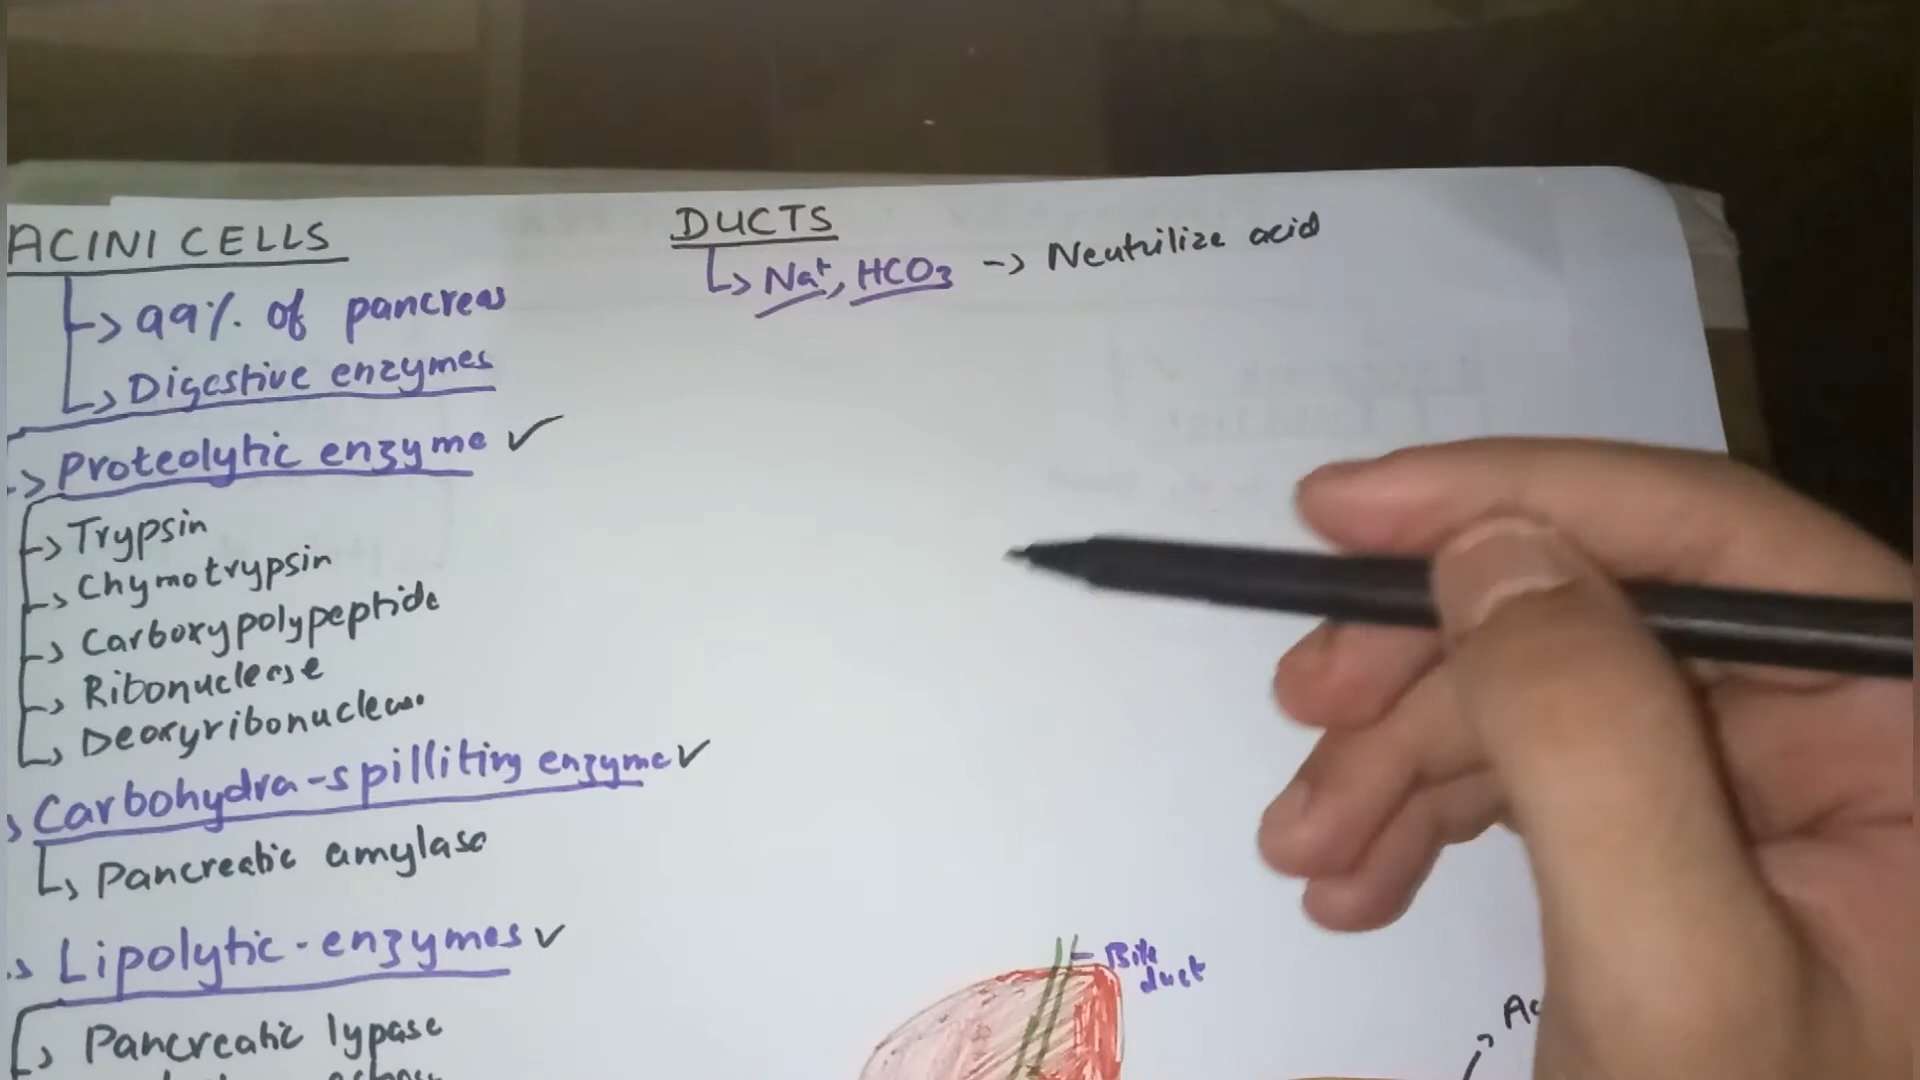 ACINI CELLS
-> 99% of pancreas
-> Digestive enzymes
-> Proteolytic enzyme ✓
-> Trypsin
-> Chymotrypsin
-> Carboxypolypeptide
-> Ribonuclease
-> Deoxyribonuclease
Carbohydra-spilliting enzyme ✓
-> Pancreatic amylase
Lipolytic-enzymes ✓
-> Pancreatic lypase
DUCTS
-> Na+, HCO3 -> Neutrilize acid
Bile
duct